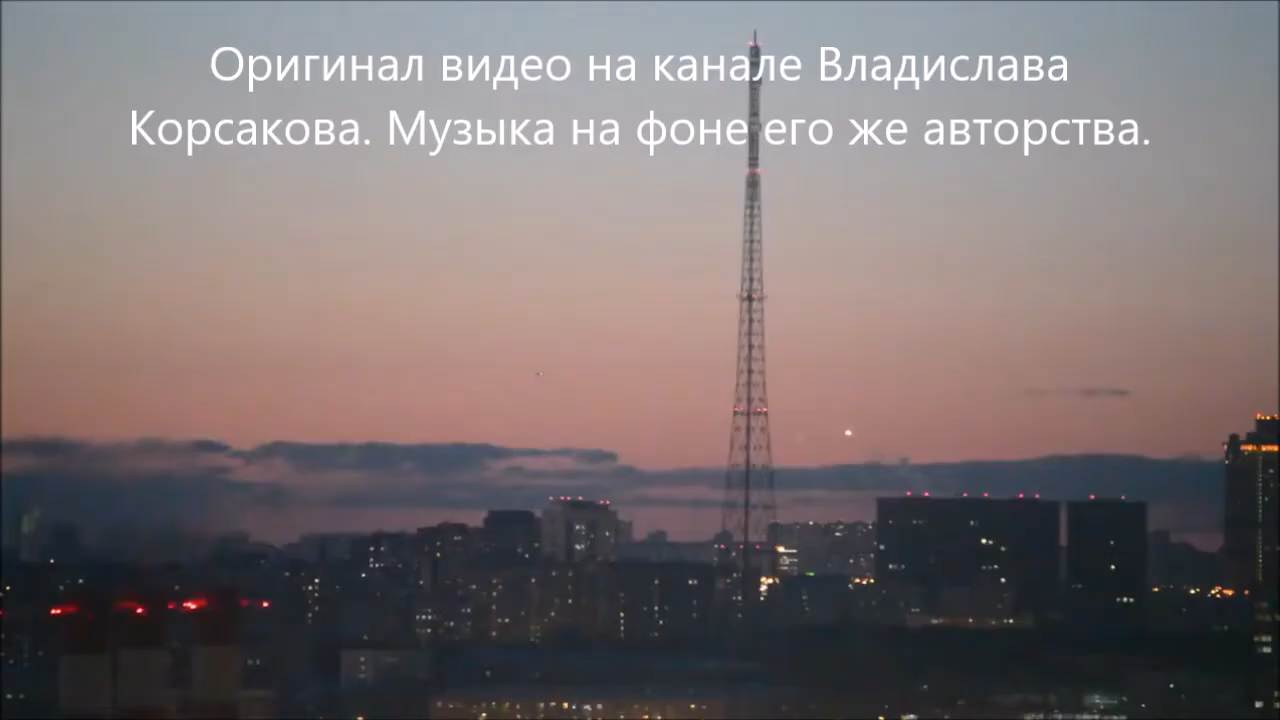 Оригинал видео на канале Владислава
Корсакова. Музыка на фоне его же авторства.